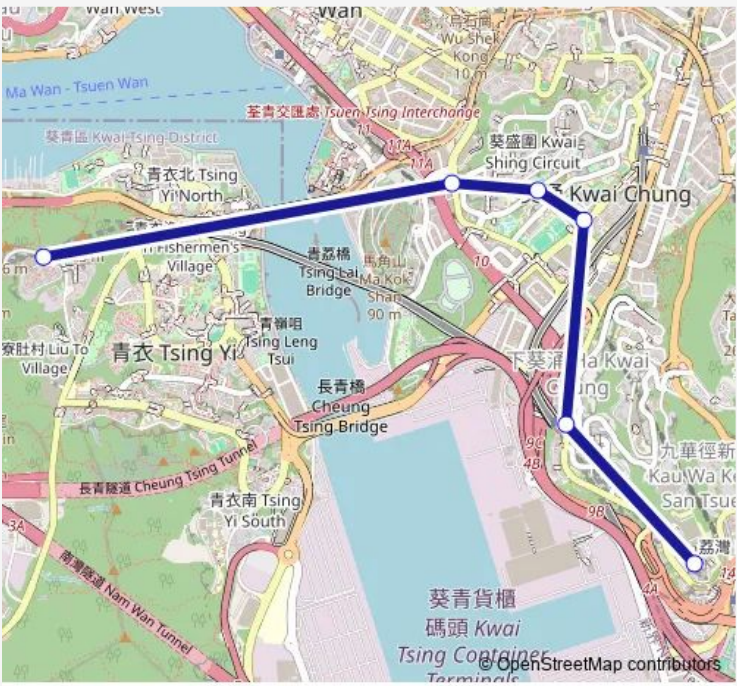 Wan West
Wan
烏石崗
Wu Shek
Kong
10 m
Ma Wan - Tsuen Wan
荃青交匯處 Tsuen Tsing Interchange
11
葵青區 Kwai Tsing District
11A
11A
葵盛圍 Kwai
Shing Circuit
青衣北 Tsing
Yi North
Kwai Chung
Fishermen's
Village
青荔橋
Tsing Lai
Bridge
馬角山
Ma Kok
Shan
90 m
10
6 m
青嶺咀
Tsing Leng
Tsui
寮肚村 Liu To
Village
青衣 Tsing Yi
下葵涌 Ha Kwai
Chung
長青橋
Cheung
Tsing Bridge
9C
4B
九華徑新
Kau Wa K
San Tsue
長青隧道 Cheung Tsing Tunnel
青衣南 Tsing
Yi South
9B
3A
荔灣
南灣隧道 Nam Wan Tunnel
4A
14
葵青貨櫃
碼頭 Kwai
Tsing Container
Terminals
© OpenStreetMap contributors